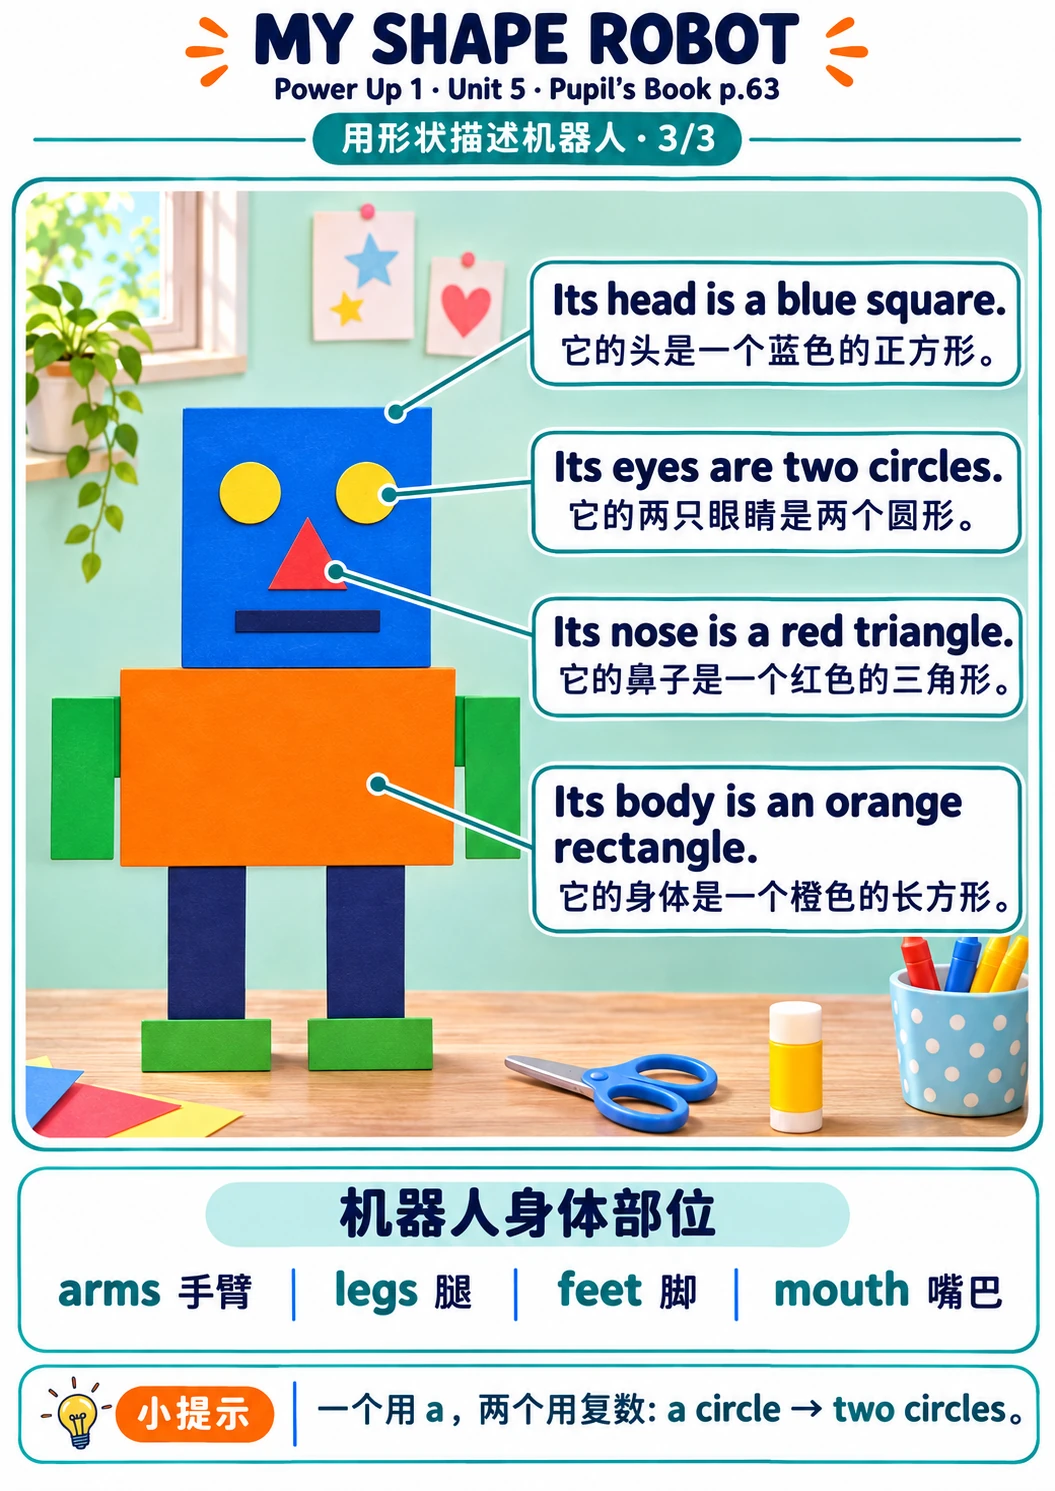 MY SHAPE ROBOT
Power Up 1 · Unit 5 · Pupil's Book p.63
用形状描述机器人 · 3/3
Its head is a blue square.
它的头是一个蓝色的正方形。
Its eyes are two circles.
它的两只眼睛是两个圆形。
Its nose is a red triangle.
它的鼻子是一个红色的三角形。
Its body is an orange
rectangle.
它的身体是一个橙色的长方形。
机器人身体部位
arms 手臂
legs 腿
feet 脚
mouth 嘴巴
小提示
一个用 a，两个用复数: a circle → two circles。